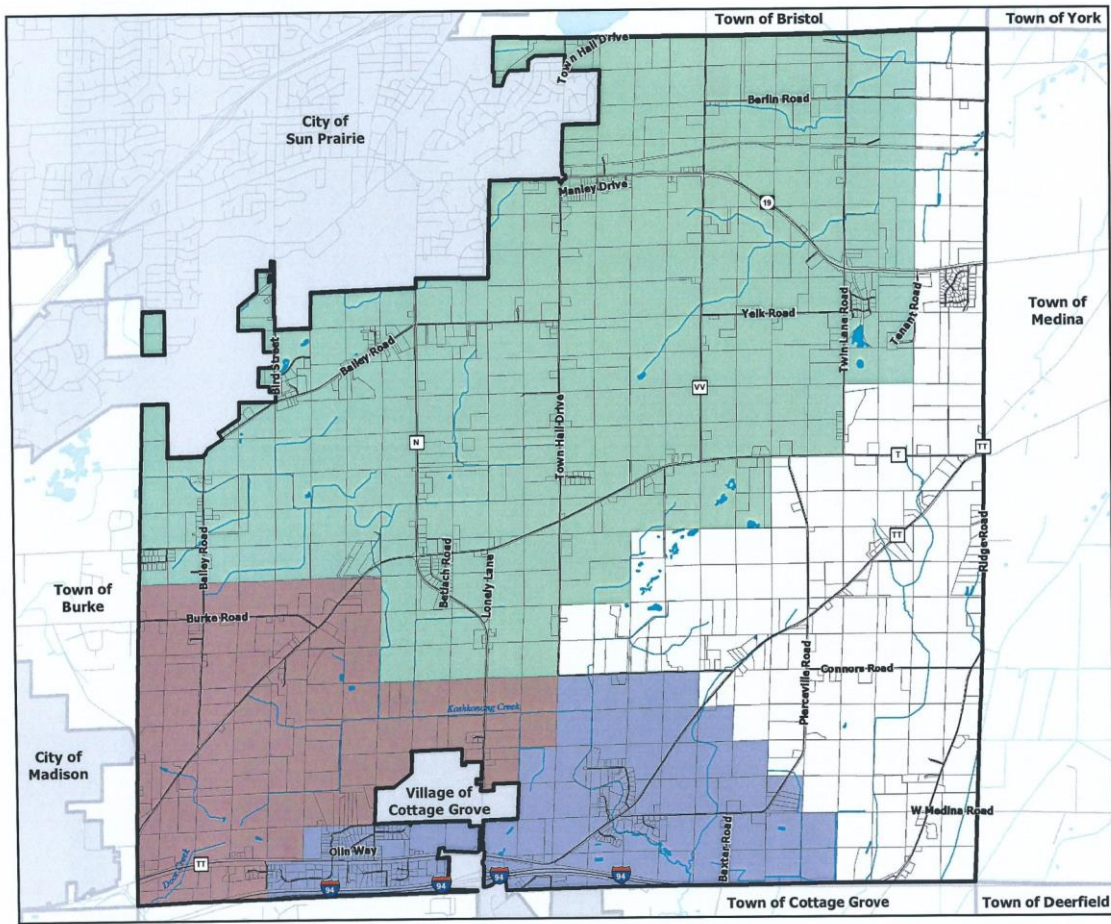 Town of Bristol
Town of York
Town Hall Drive
City of
Sun Prairie
Berlin Road
Manley Drive
19
Town of
Medina
Tenant Road
Twin Lane Road
Yelk Road
Bird Street
Bailey Road
VV
N
Town Hall Drive
T
TT
TT
Ridge Road
Bailey Road
Betlach Road
Lonely Lane
Town of
Burke
Burke Road
Pierceville Road
Connors Road
Koshkonong Creek
City of
Madison
Village of
Cottage Grove
W Medina Road
Olin Way
Baxter Road
Door Creek
TT
94
94
94
94
Town of Cottage Grove
Town of Deerfield